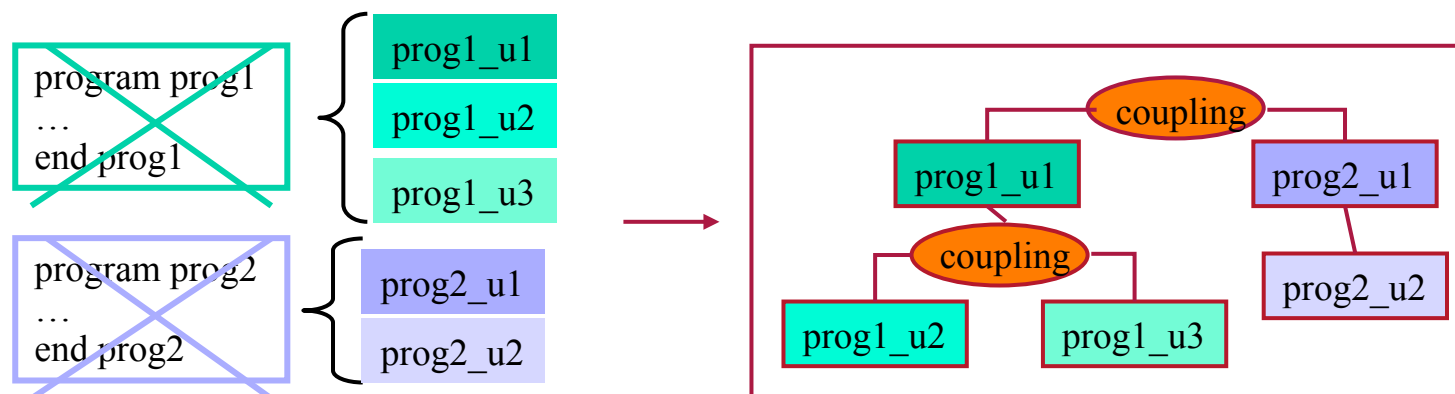 program prog1
…
end prog1
prog1_u1
prog1_u2
prog1_u3
program prog2
…
end prog2
prog2_u1
prog2_u2
coupling
prog1_u1
prog2_u1
coupling
prog2_u2
prog1_u2
prog1_u3